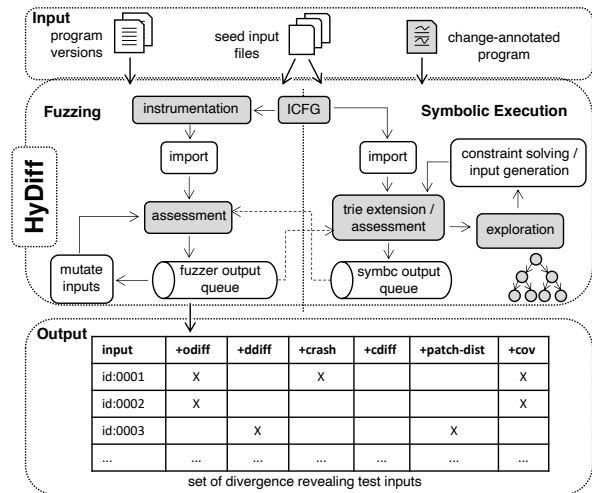 Input
program
versions
seed input
files
change-annotated
program
Fuzzing
instrumentation
ICFG
Symbolic Execution
import
import
constraint solving /
input generation
HyDiff
assessment
trie extension /
assessment
exploration
mutate
inputs
fuzzer output
queue
symbc output
queue
Output
input +odiff +ddiff +crash +cdiff +patch-dist +cov
id:0001 X X X
id:0002 X X
id:0003 X X
... ... ... ... ... ... ...
set of divergence revealing test inputs